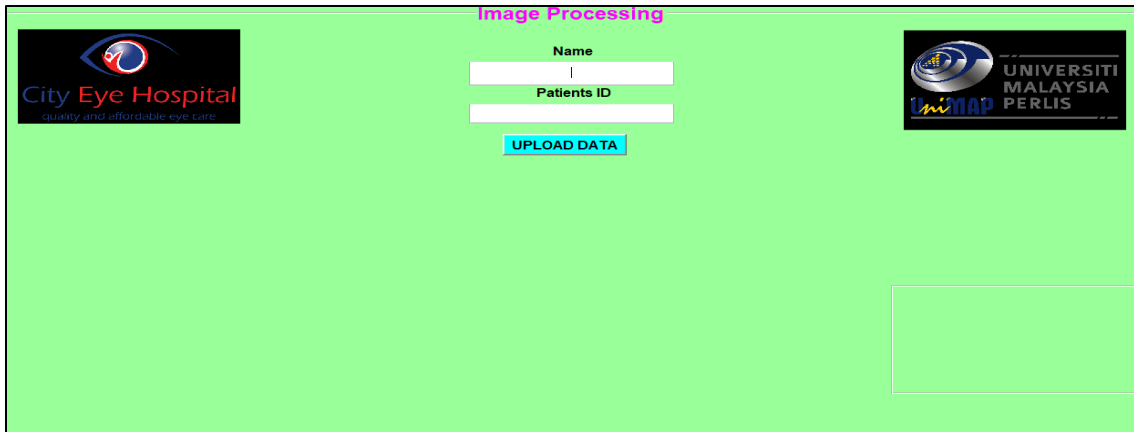 Image Processing
City Eye Hospital
quality and affordable eye care
Name
Patients ID
UPLOAD DATA
UniMAP
UNIVERSITI
MALAYSIA
PERLIS